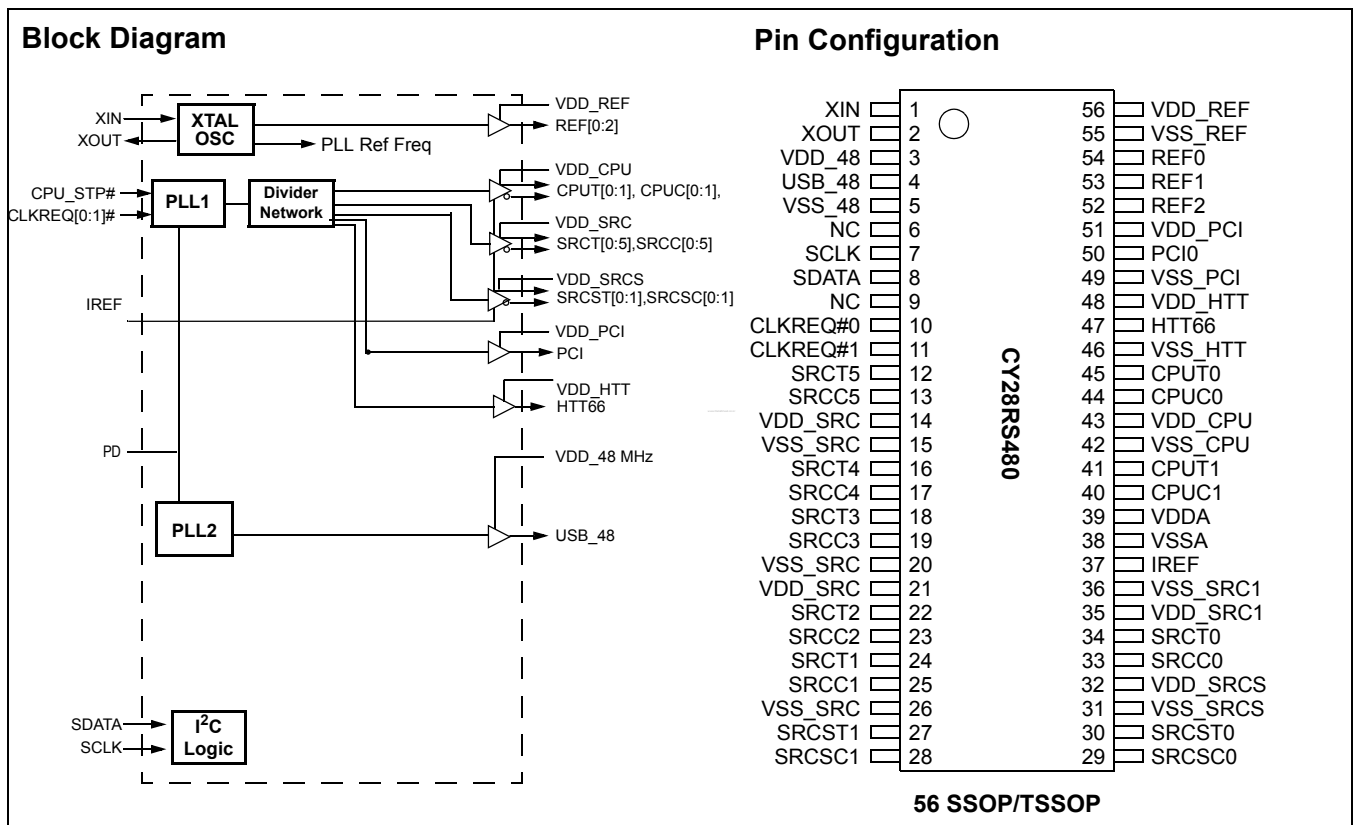 Block Diagram
XIN
XOUT
XTAL
OSC
PLL Ref Freq
VDD_REF
REF[0:2]
CPU_STP#
CLKREQ[0:1]#
PLL1
Divider
Network
VDD_CPU
CPUT[0:1], CPUC[0:1],
VDD_SRC
SRCT[0:5],SRCC[0:5]
VDD_SRCS
SRCST[0:1],SRCSC[0:1]
IREF
VDD_PCI
PCI
VDD_HTT
HTT66
PD
VDD_48 MHz
PLL2
USB_48
SDATA
SCLK
I2C
Logic
Pin Configuration
XIN 1 56 VDD_REF
XOUT 2 55 VSS_REF
VDD_48 3 54 REF0
USB_48 4 53 REF1
VSS_48 5 52 REF2
NC 6 51 VDD_PCI
SCLK 7 50 PCI0
SDATA 8 49 VSS_PCI
NC 9 48 VDD_HTT
CLKREQ#0 10 47 HTT66
CLKREQ#1 11 46 VSS_HTT
SRCT5 12 45 CPUT0
SRCC5 13 44 CPUC0
VDD_SRC 14 43 VDD_CPU
VSS_SRC 15 42 VSS_CPU
SRCT4 16 41 CPUT1
SRCC4 17 40 CPUC1
SRCT3 18 39 VDDA
SRCC3 19 38 VSSA
VSS_SRC 20 37 IREF
VDD_SRC 21 36 VSS_SRC1
SRCT2 22 35 VDD_SRC1
SRCC2 23 34 SRCT0
SRCT1 24 33 SRCC0
SRCC1 25 32 VDD_SRCS
VSS_SRC 26 31 VSS_SRCS
SRCST1 27 30 SRCST0
SRCSC1 28 29 SRCSC0
CY28RS480
56 SSOP/TSSOP